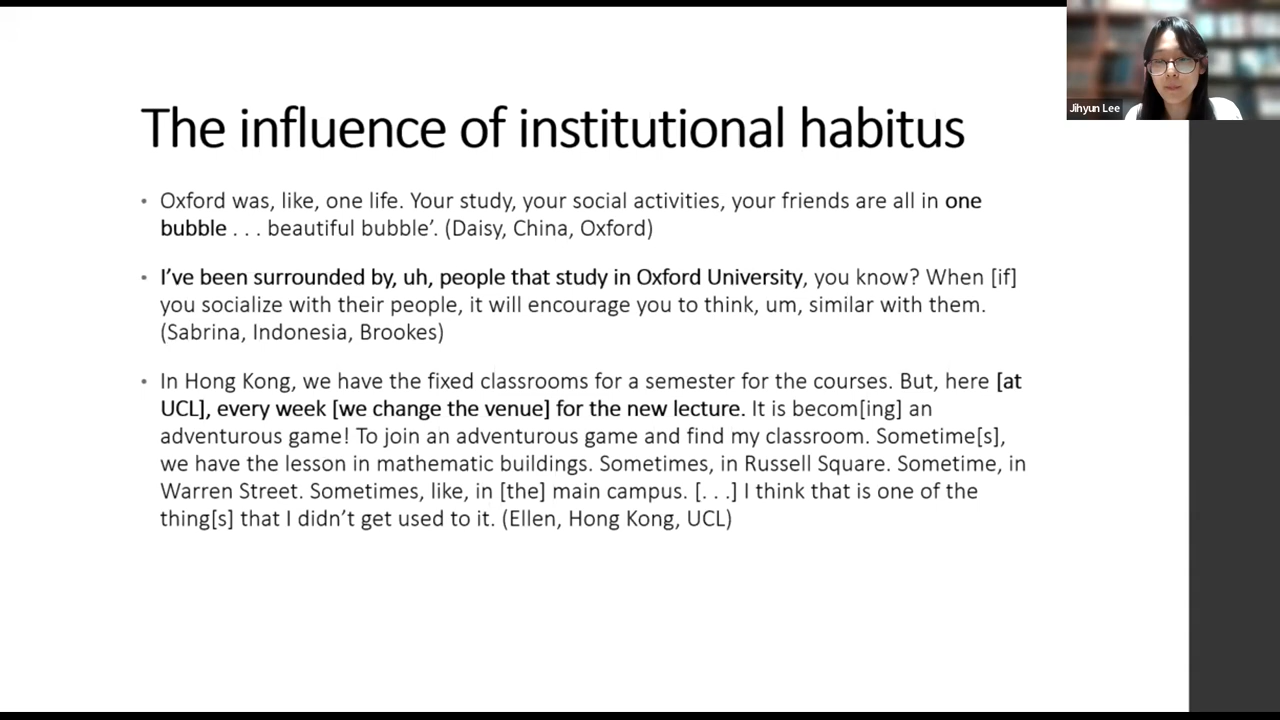 The influence of institutional habitus
• Oxford was, like, one life. Your study, your social activities, your friends are all in one
bubble . . . beautiful bubble’. (Daisy, China, Oxford)
• I’ve been surrounded by, uh, people that study in Oxford University, you know? When [if]
you socialize with their people, it will encourage you to think, um, similar with them.
(Sabrina, Indonesia, Brookes)
• In Hong Kong, we have the fixed classrooms for a semester for the courses. But, here [at
UCL], every week [we change the venue] for the new lecture. It is becom[ing] an
adventurous game! To join an adventurous game and find my classroom. Sometime[s],
we have the lesson in mathematic buildings. Sometimes, in Russell Square. Sometime, in
Warren Street. Sometimes, like, in [the] main campus. [. . .] I think that is one of the
thing[s] that I didn’t get used to it. (Ellen, Hong Kong, UCL)
Jihyun Lee